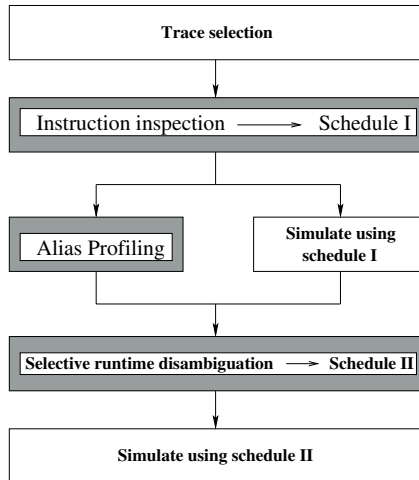 Trace selection
Instruction inspection Schedule I
Alias Profiling
Simulate using
schedule I
Selective runtime disambiguation Schedule II
Simulate using schedule II